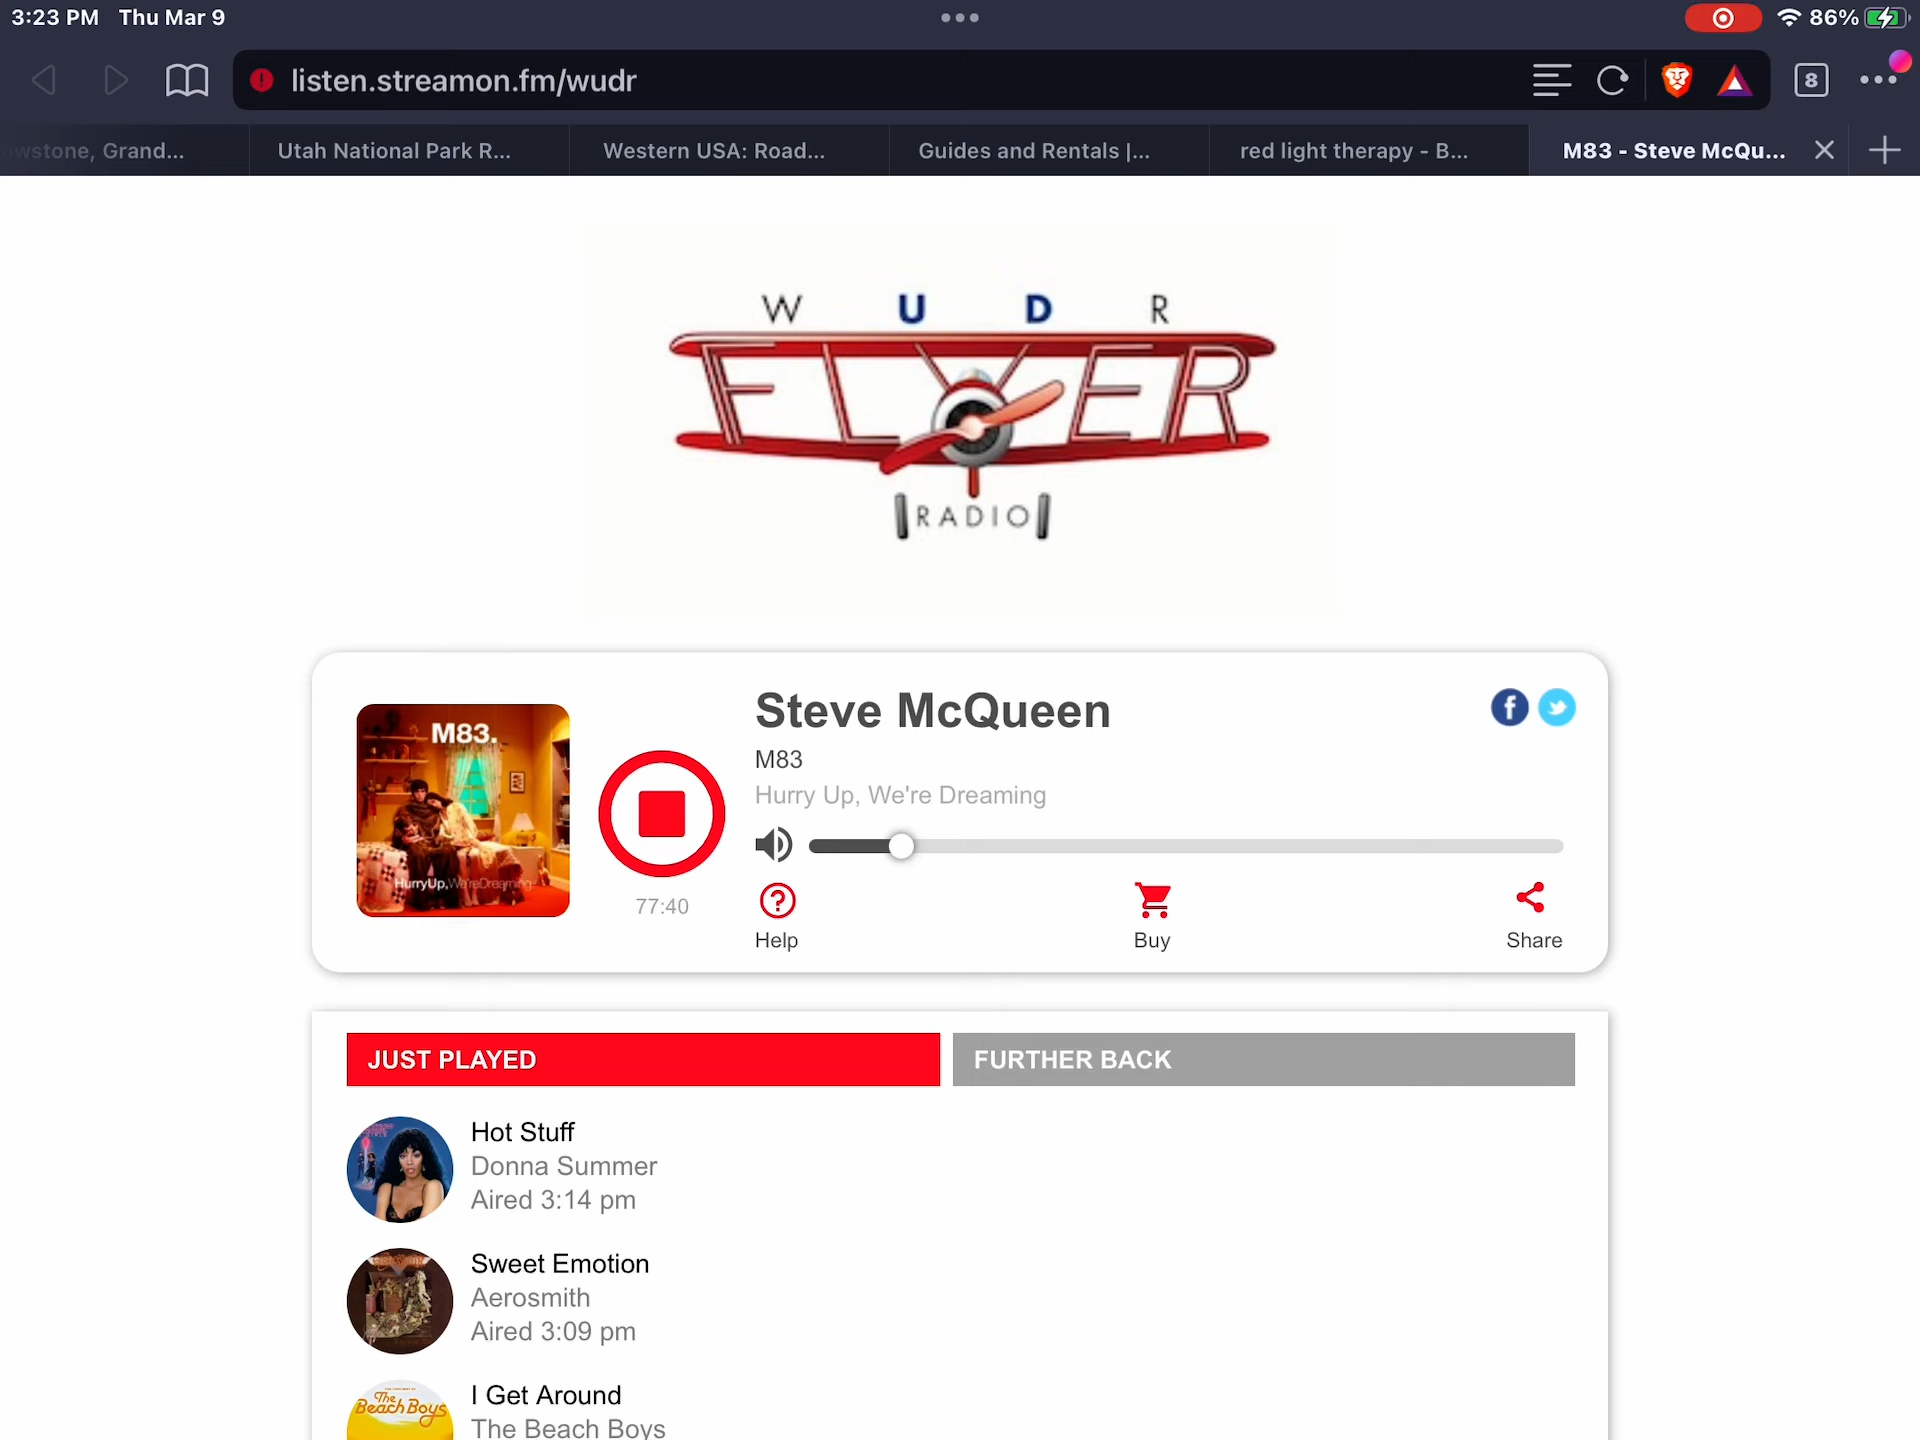 3:23 PM Thu Mar 9
86%
listen.streamon.fm/wudr
8
wstone, Grand...
Utah National Park R...
Western USA: Road...
Guides and Rentals |...
red light therapy - B...
M83 - Steve McQu...
W U D R
FLYER
RADIO
Steve McQueen
M83
Hurry Up, We're Dreaming
M83.
HurryUp,We'reDreaming
77:40
Help
Buy
Share
JUST PLAYED
FURTHER BACK
Hot Stuff
Donna Summer
Aired 3:14 pm
Sweet Emotion
Aerosmith
Aired 3:09 pm
The
Beach Boys
I Get Around
The Beach Boys